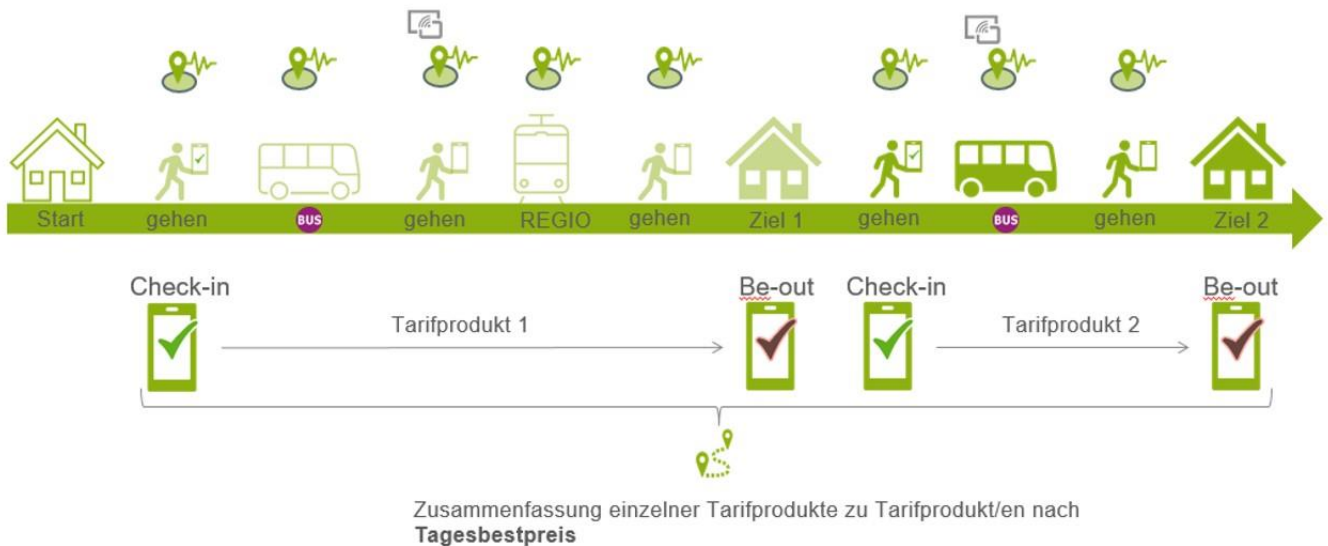 Start gehen BUS gehen REGIO gehen Ziel 1 gehen BUS gehen Ziel 2
Check-in Be-out Check-in Be-out
Tarifprodukt 1 Tarifprodukt 2
Zusammenfassung einzelner Tarifprodukte zu Tarifprodukt/en nach
Tagesbestpreis